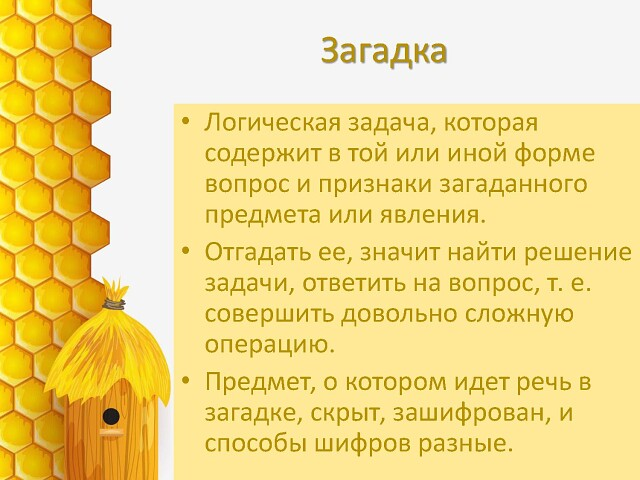 Загадка
• Логическая задача, которая
содержит в той или иной форме
вопрос и признаки загаданного
предмета или явления.
• Отгадать ее, значит найти решение
задачи, ответить на вопрос, т. е.
совершить довольно сложную
операцию.
• Предмет, о котором идет речь в
загадке, скрыт, зашифрован, и
способы шифров разные.